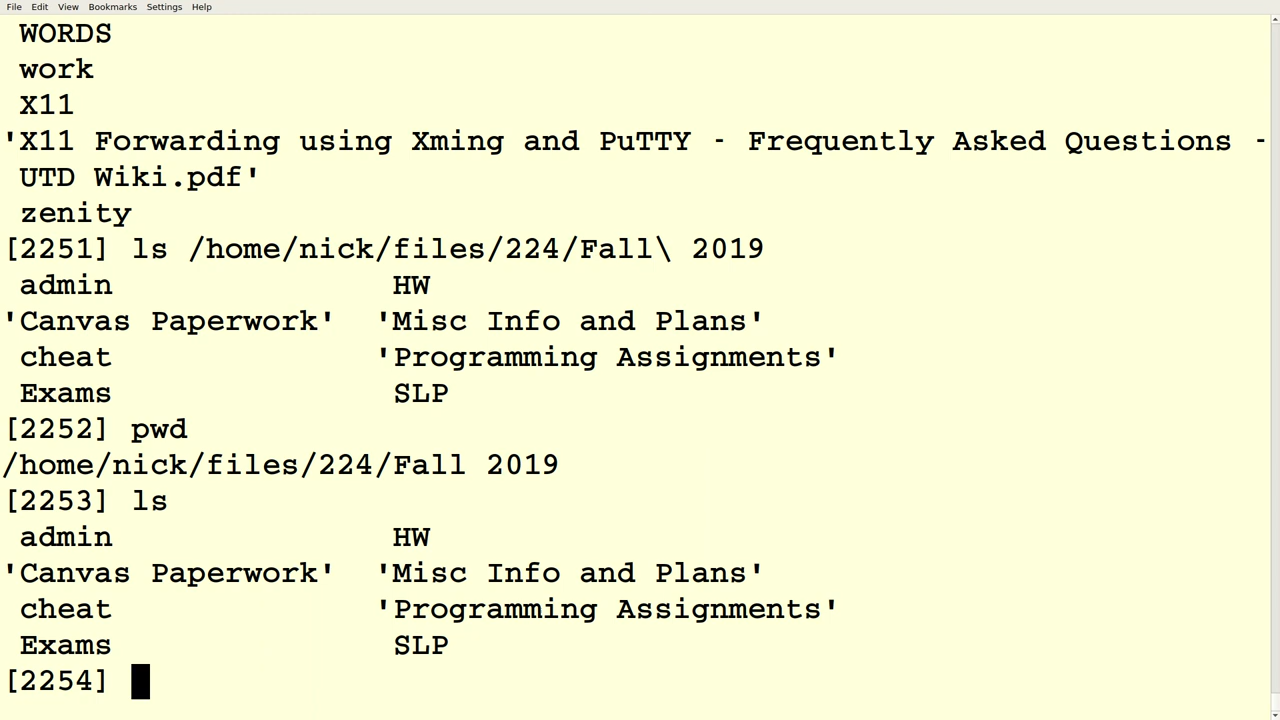 File Edit View Bookmarks Settings Help
WORDS
work
X11
'X11 Forwarding using Xming and PuTTY - Frequently Asked Questions -
UTD Wiki.pdf'
zenity
[2251] ls /home/nick/files/224/Fall\ 2019
admin HW
'Canvas Paperwork' 'Misc Info and Plans'
cheat 'Programming Assignments'
Exams SLP
[2252] pwd
/home/nick/files/224/Fall 2019
[2253] ls
admin HW
'Canvas Paperwork' 'Misc Info and Plans'
cheat 'Programming Assignments'
Exams SLP
[2254]